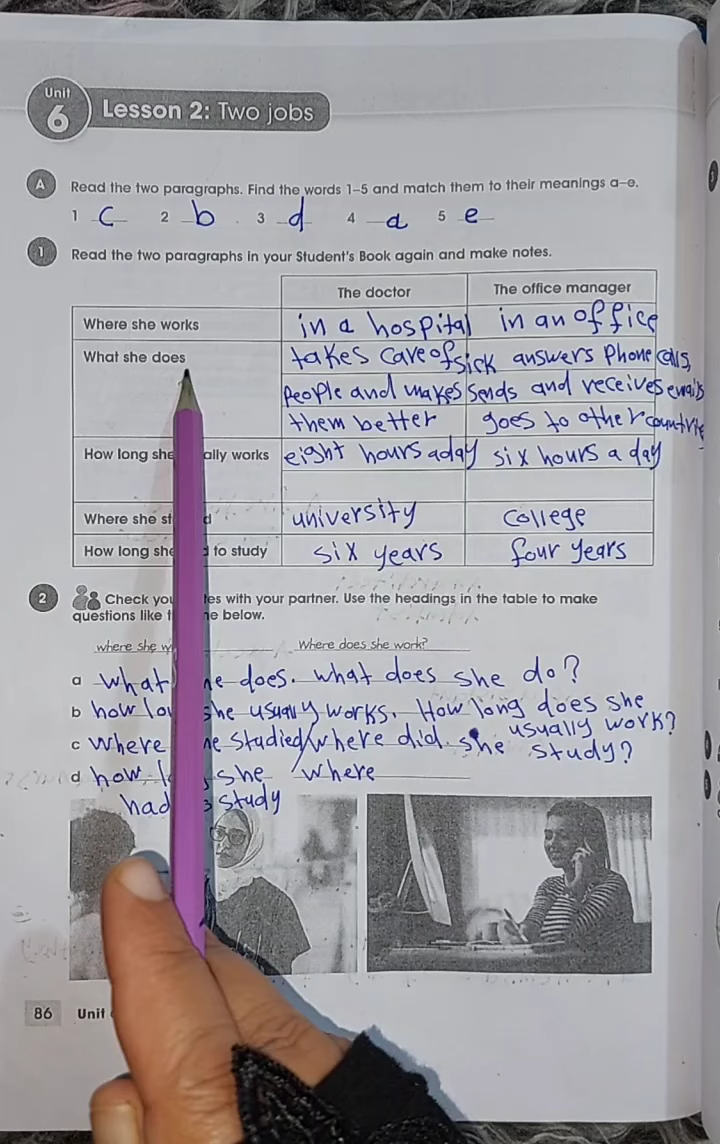 Unit
6
Lesson 2: Two jobs
A Read the two paragraphs. Find the words 1–5 and match them to their meanings a–e.
1 c 2 b 3 d 4 a 5 e
1 Read the two paragraphs in your Student's Book again and make notes.
The doctor The office manager
Where she works in a hospital in an office
What she does takes care of sick answers phone calls,
people and makes sends and receives emails
them better goes to other
How long she ally works eight hours a day six hours a day
Where she st d university college
How long she to study six years four years
2 Check you tes with your partner. Use the headings in the table to make
questions like t ne below.
where she w Where does she work?
a what he does. what does she do?
b how lo she usually works. How long does she
usually work?
c where he studied/where did she study?
d how l she where
had study
86 Unit